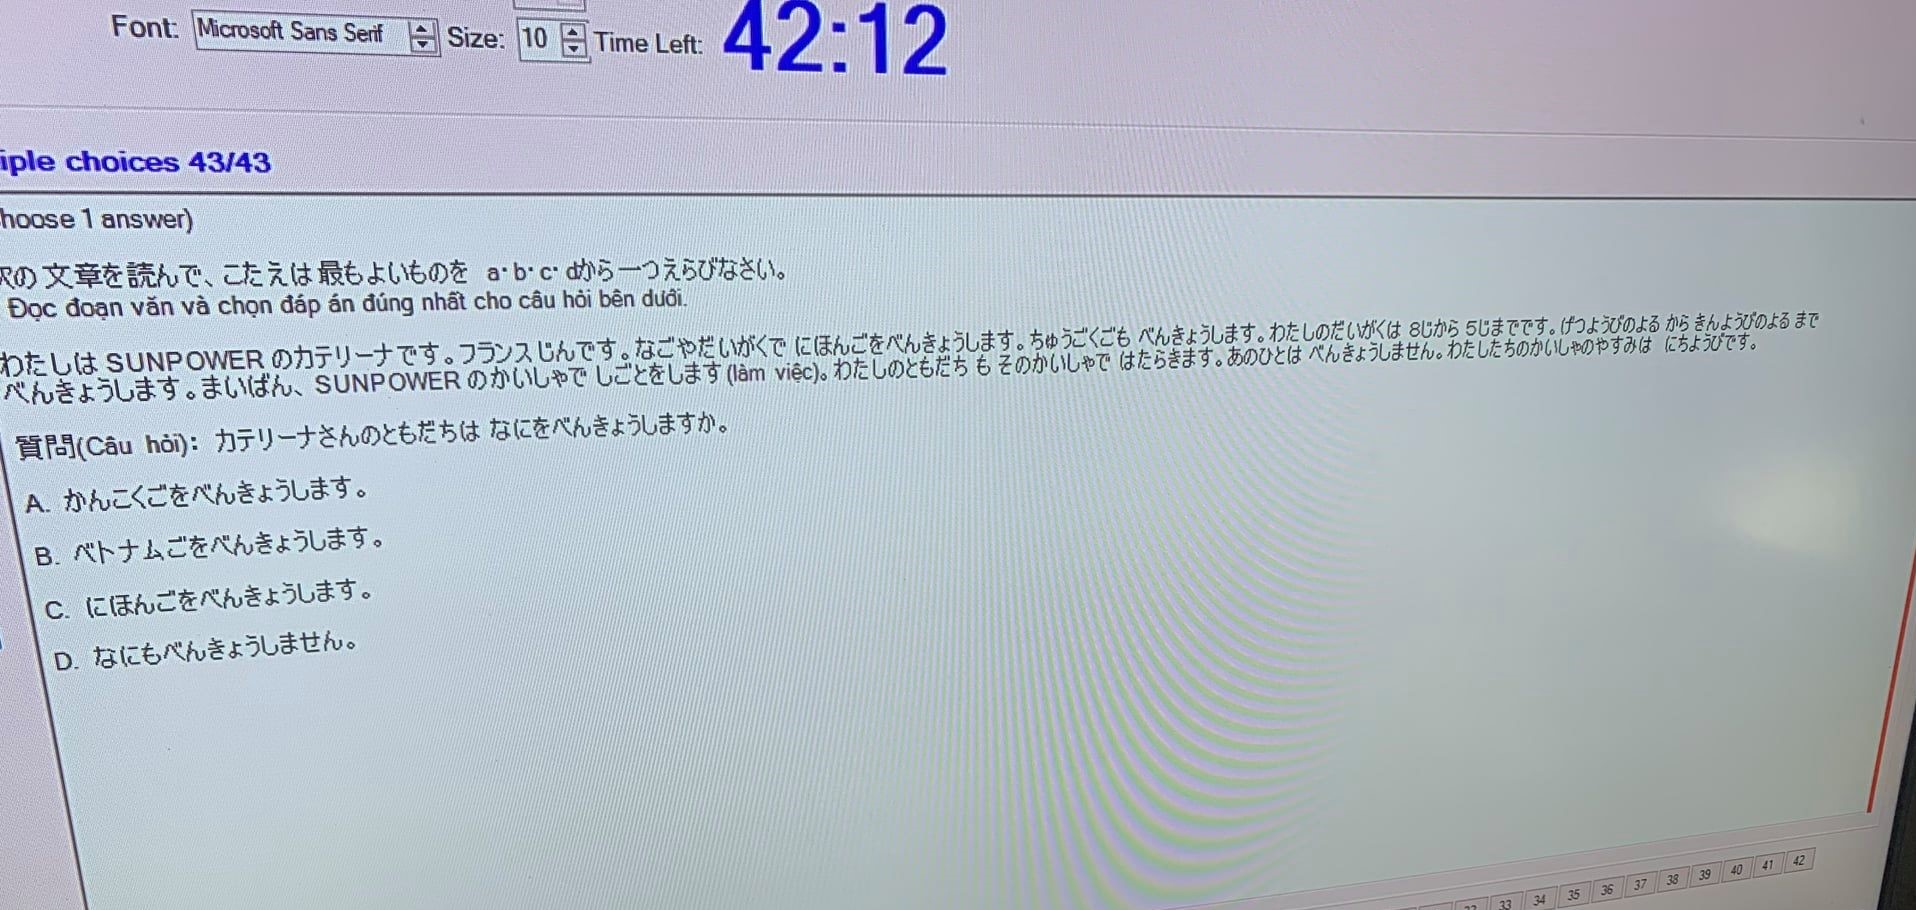 Font: Microsoft Sans Serif Size: 10 Time Left: 42:12
iple choices 43/43
hoose 1 answer)
の 文章を読んで、こたえは 最もよいものを a・b・c・dから一つえらびなさい。
Đọc đoạn văn và chọn đáp án đúng nhất cho câu hỏi bên dưới.
わたしは SUNPOWER のカテリーナです。フランスじんです。なごやだいがくで にほんごをべんきょうします。ちゅうごくごも べんきょうします。わたしのだいがくは 8じから 5じまでです。げつようびのよる から きんようびのよる まで
べんきょうします。まいばん、SUNPOWER のかいしゃで しごとをします (làm việc)。わたしのともだち も そのかいしゃで はたらきます。あのひとは べんきょうしません。わたしたちのかいしゃのやすみは にちようびです。
質問(Câu hỏi): カテリーナさんのともだちは なにをべんきょうしますか。
A. かんこくごをべんきょうします。
B. ベトナムごをべんきょうします。
C. にほんごをべんきょうします。
D. なにもべんきょうしません。
33 34 35 36 37 38 39 40 41 42